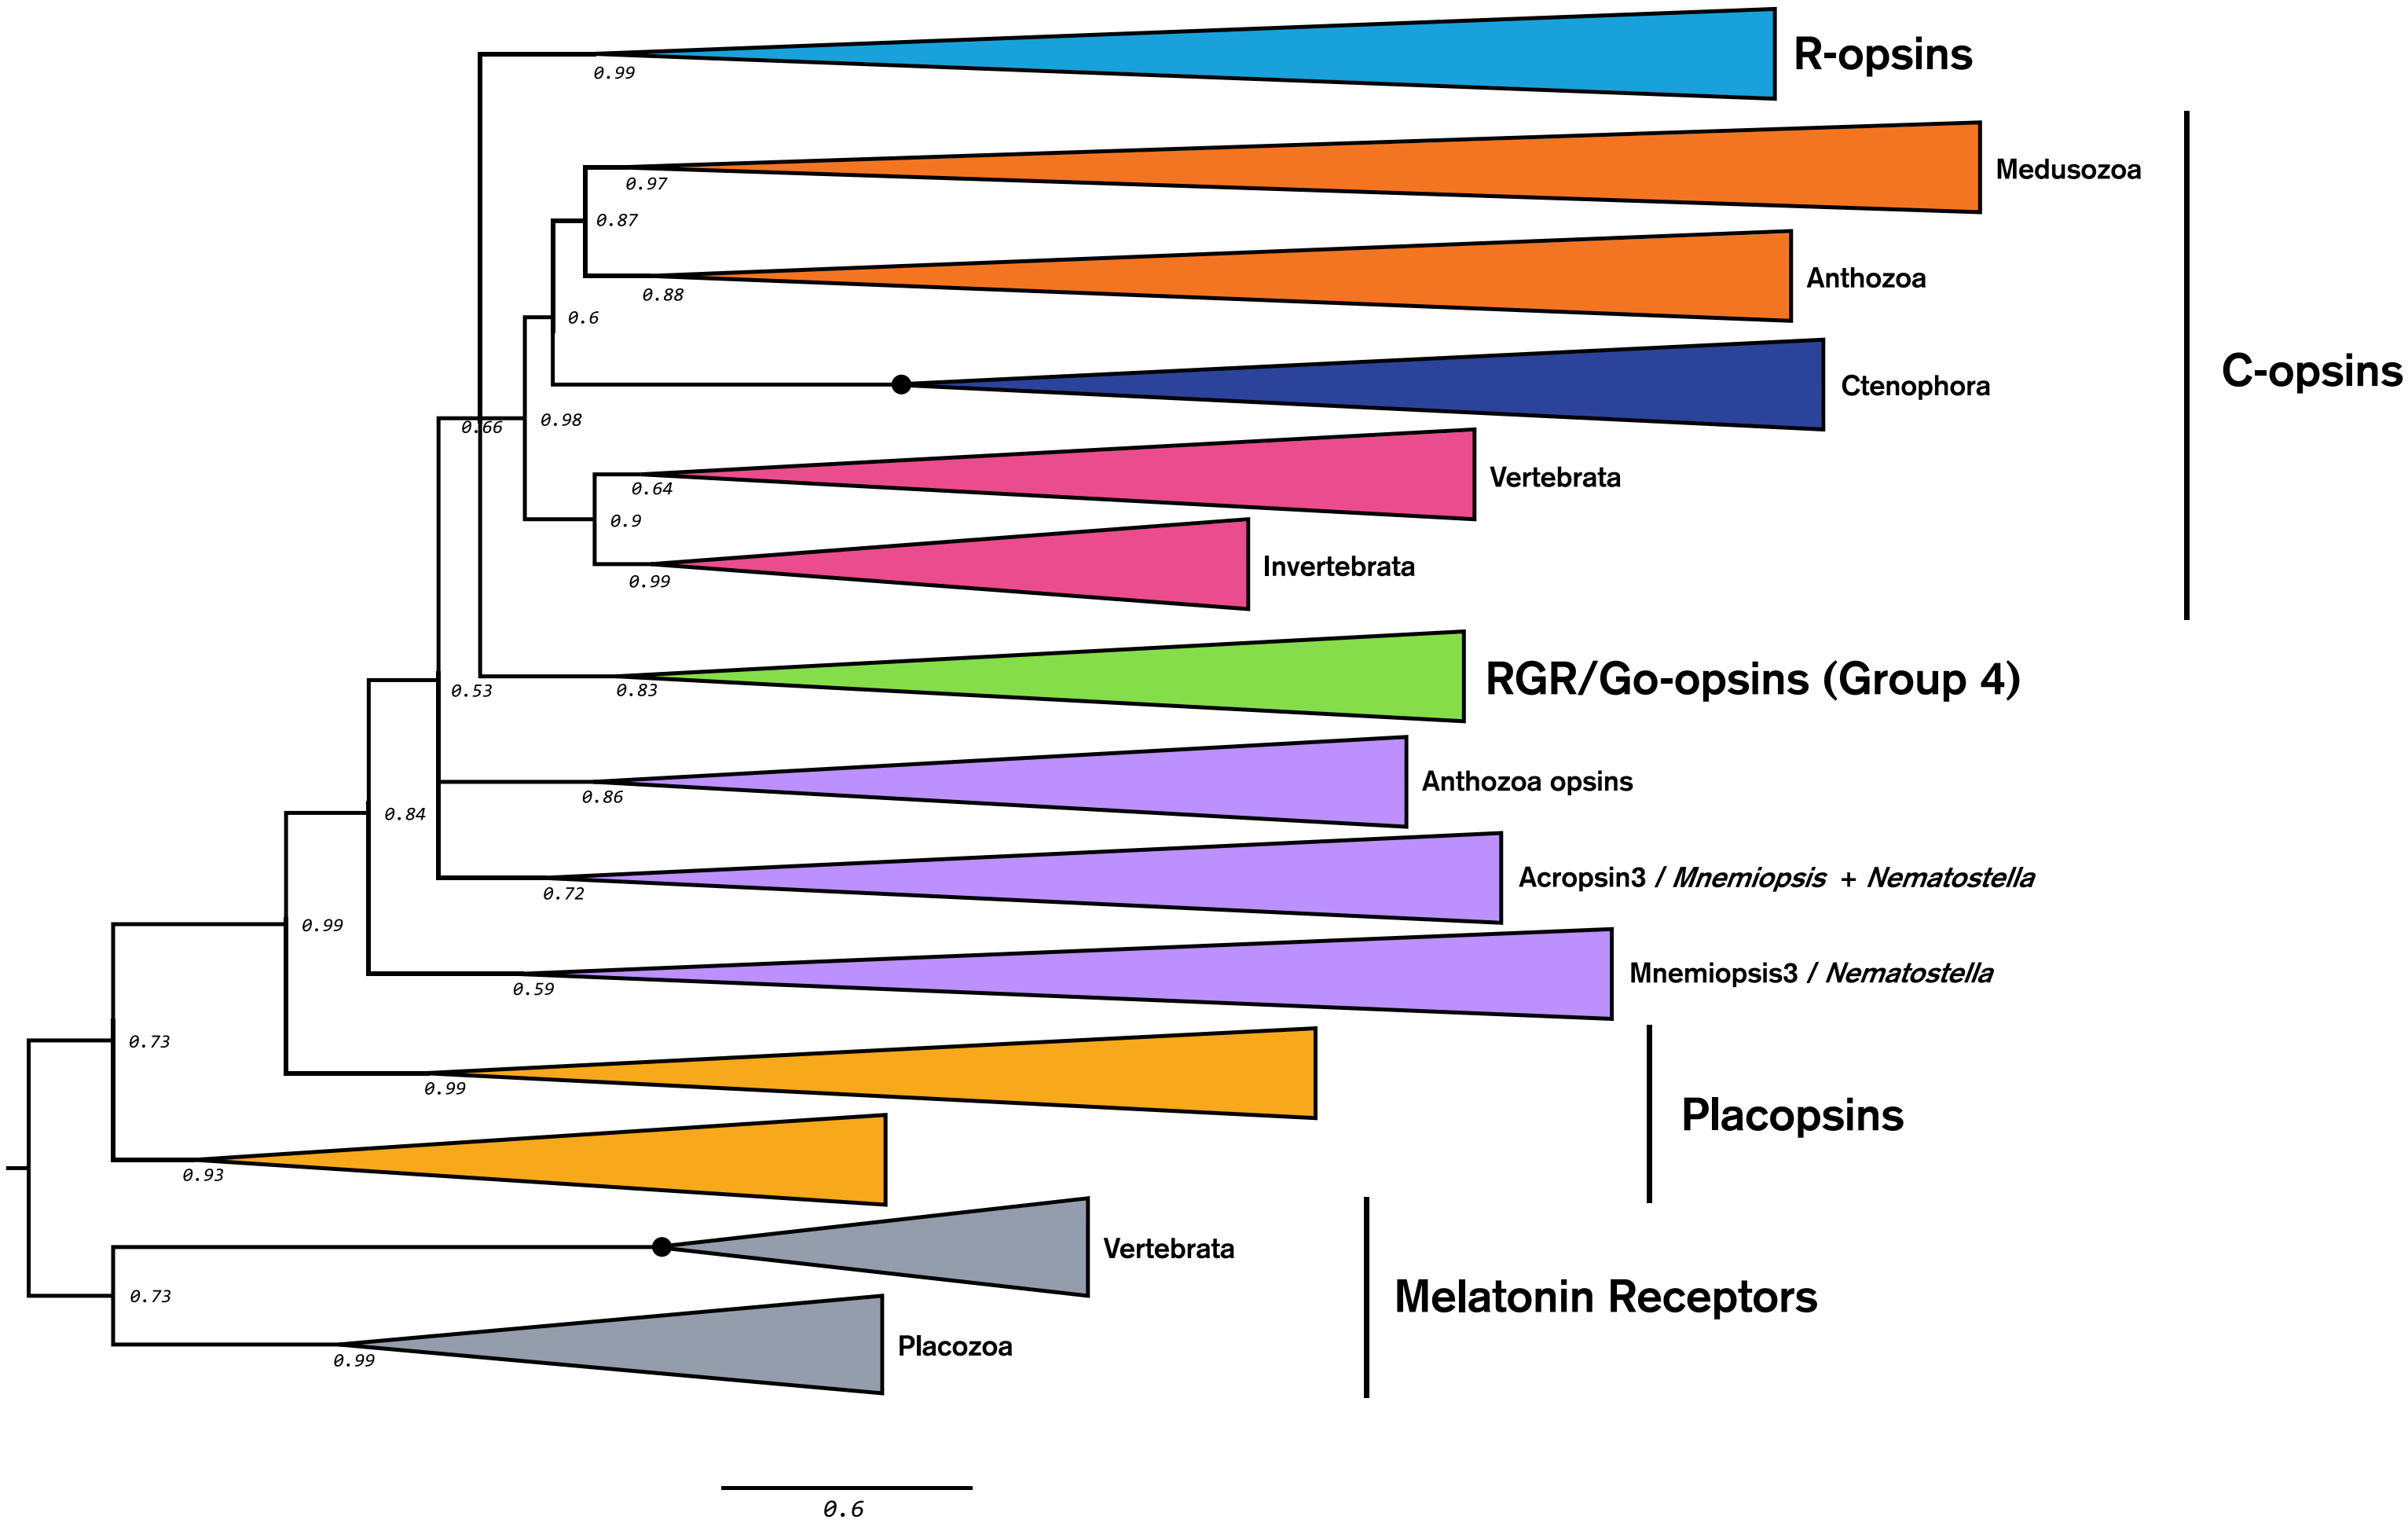 R-opsins
0.99
Medusozoa
0.97
0.87
Anthozoa
0.88
0.6
C-opsins
Ctenophora
0.66
0.98
Vertebrata
0.64
0.9
Invertebrata
0.99
RGR/Go-opsins (Group 4)
0.53
0.83
Anthozoa opsins
0.86
0.84
Acropsin3 / Mnemiopsis + Nematostella
0.72
0.99
Mnemiopsis3 / Nematostella
0.59
0.73
0.99
Placopsins
0.93
Vertebrata
0.73
Melatonin Receptors
Placozoa
0.99
0.6